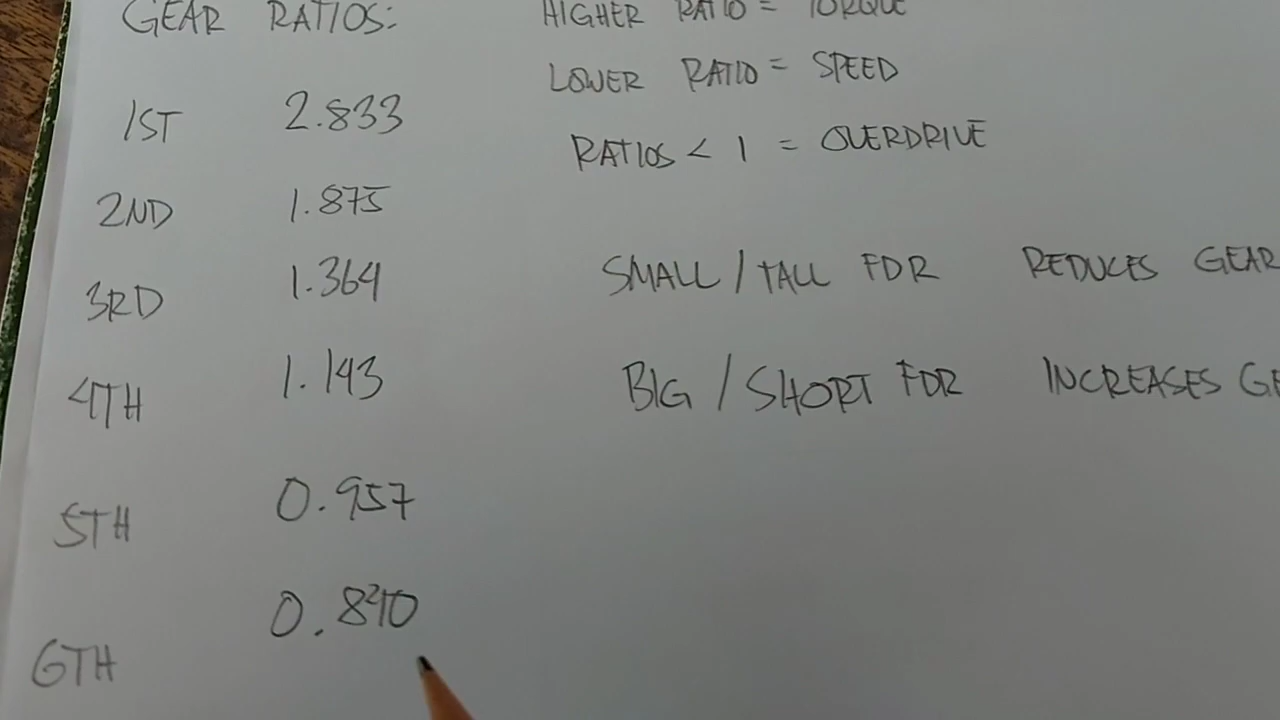 GEAR RATIOS:
1ST 2.833
2ND 1.875
3RD 1.364
4TH 1.143
5TH 0.957
6TH 0.840
HIGHER RATIO = TORQUE
LOWER RATIO = SPEED
RATIOS < 1 = OVERDRIVE
SMALL / TALL FDR REDUCES GEAR
BIG / SHORT FDR INCREASES GE